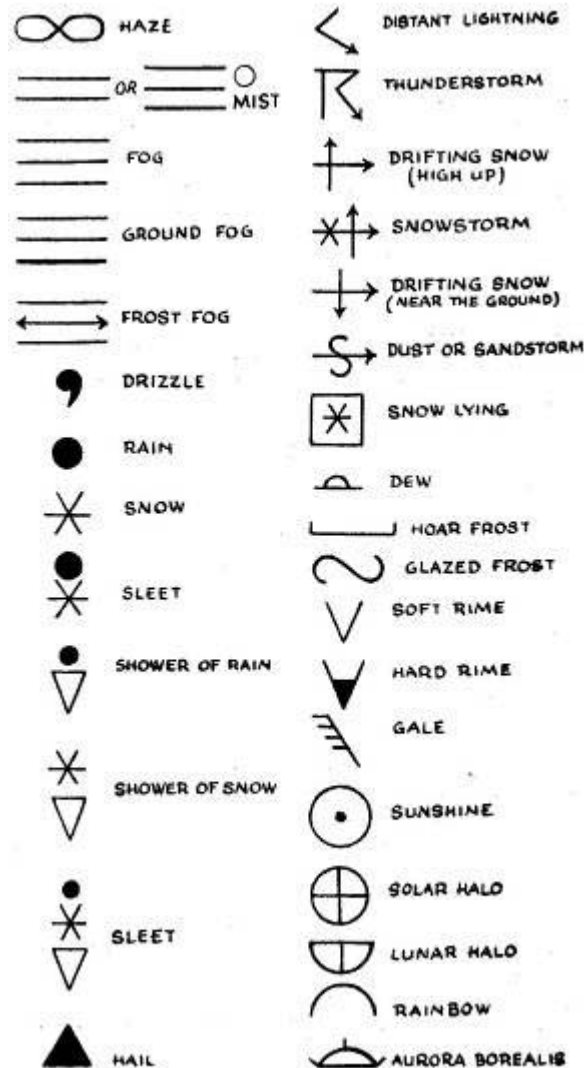 HAZE
OR
MIST
FOG
GROUND FOG
FROST FOG
DRIZZLE
RAIN
SNOW
SLEET
SHOWER OF RAIN
SHOWER OF SNOW
SLEET
HAIL
DISTANT LIGHTNING
THUNDERSTORM
DRIFTING SNOW
(HIGH UP)
SNOWSTORM
DRIFTING SNOW
(NEAR THE GROUND)
DUST OR SANDSTORM
SNOW LYING
DEW
HOAR FROST
GLAZED FROST
SOFT RIME
HARD RIME
GALE
SUNSHINE
SOLAR HALO
LUNAR HALO
RAINBOW
AURORA BOREALIS